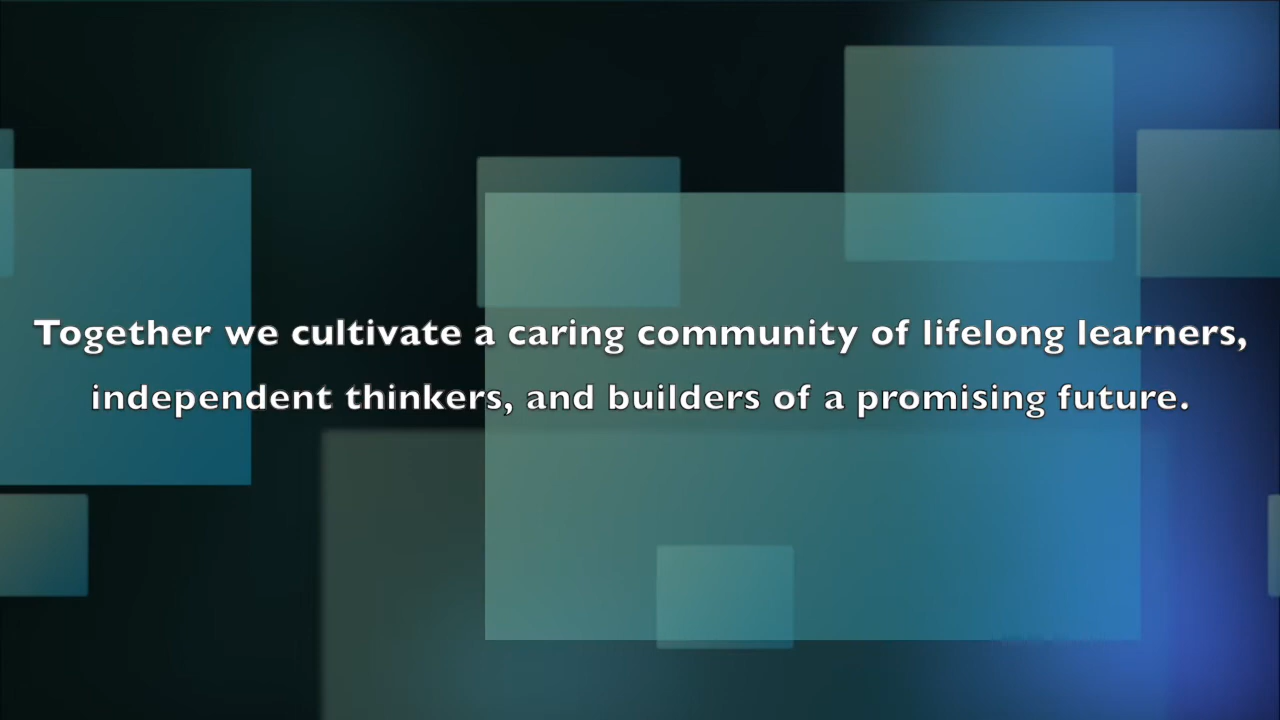 Together we cultivate a caring community of lifelong learners,
independent thinkers, and builders of a promising future.